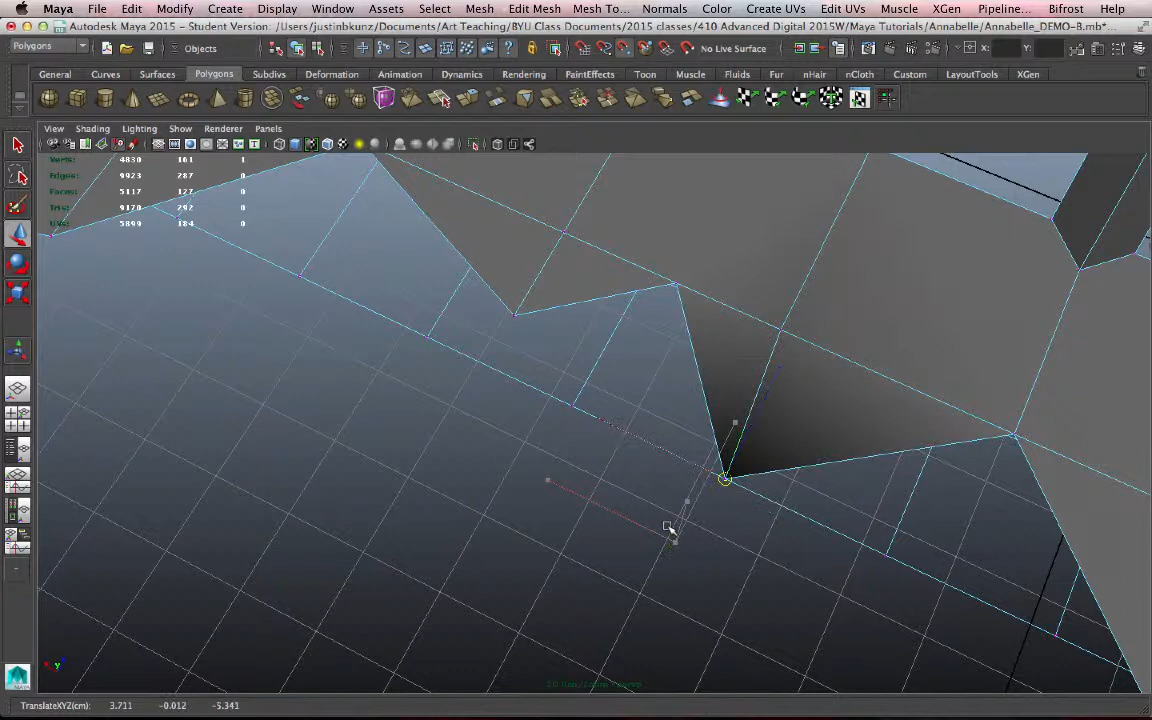 Maya File Edit Modify Create Display Window Assets Select Mesh Edit Mesh Mesh To... Normals Color Create UVs Edit UVs Muscle XGen Pipeline... Bifrost Help
Autodesk Maya 2015 - Student Version: /Users/justinbkunz/Documents/Art Teaching/BYU Class Documents/2015 classes/410 Advanced Digital 2015W/Maya Tutorials/Annabelle/Annabelle_DEMO-8.mb*
Polygons Objects No Live Surface X: Y:
General Curves Surfaces Polygons Subdivs Deformation Animation Dynamics Rendering PaintEffects Toon Muscle Fluids Fur nHair nCloth Custom LayoutTools XGen
View Shading Lighting Show Renderer Panels
Verts: 4830 161 1
Edges: 9923 287 0
Faces: 5117 127 0
Tris: 9170 292 0
UVs: 5899 184 0
TranslateXYZ(cm): 3.711 -0.012 -5.341